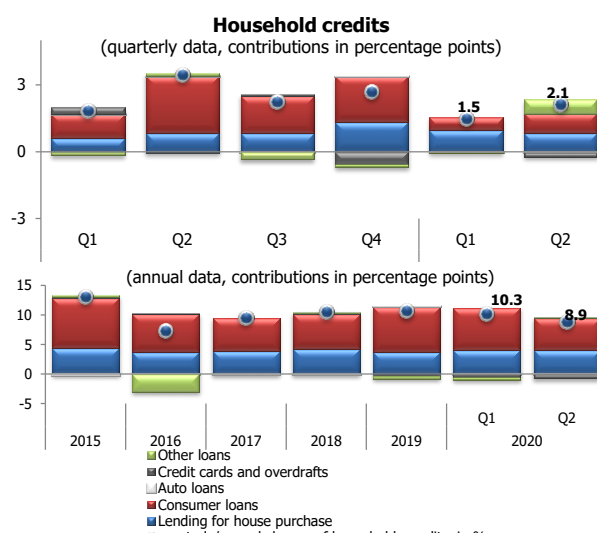 Household credits
(quarterly data, contributions in percentage points)
3
0
-3
1.5
2.1
Q1 Q2 Q3 Q4 Q1 Q2
(annual data, contributions in percentage points)
15
10
5
0
-5
10.3
8.9
Q1 Q2
2015 2016 2017 2018 2019 2020
Other loans
Credit cards and overdrafts
Auto loans
Consumer loans
Lending for house purchase